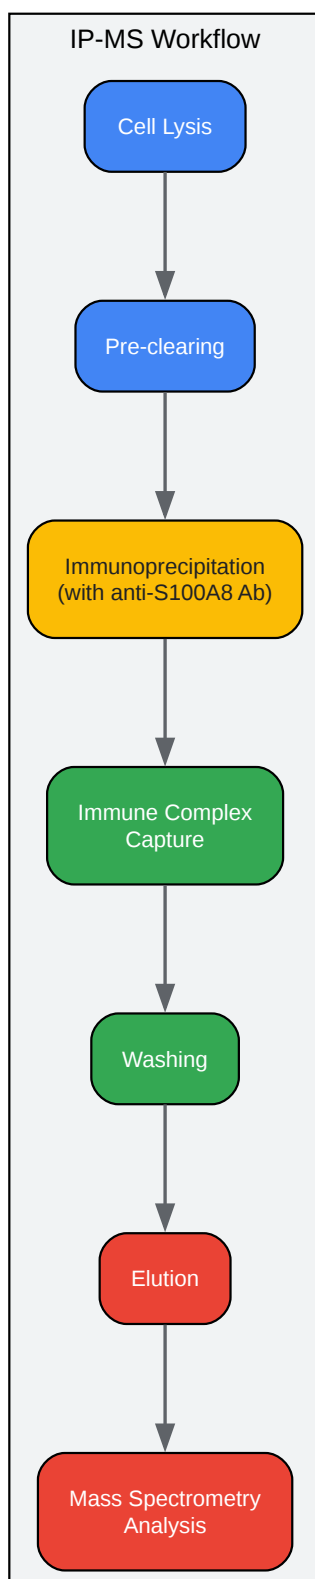 IP-MS Workflow
Cell Lysis
Pre-clearing
Immunoprecipitation
(with anti-S100A8 Ab)
Immune Complex
Capture
Washing
Elution
Mass Spectrometry
Analysis